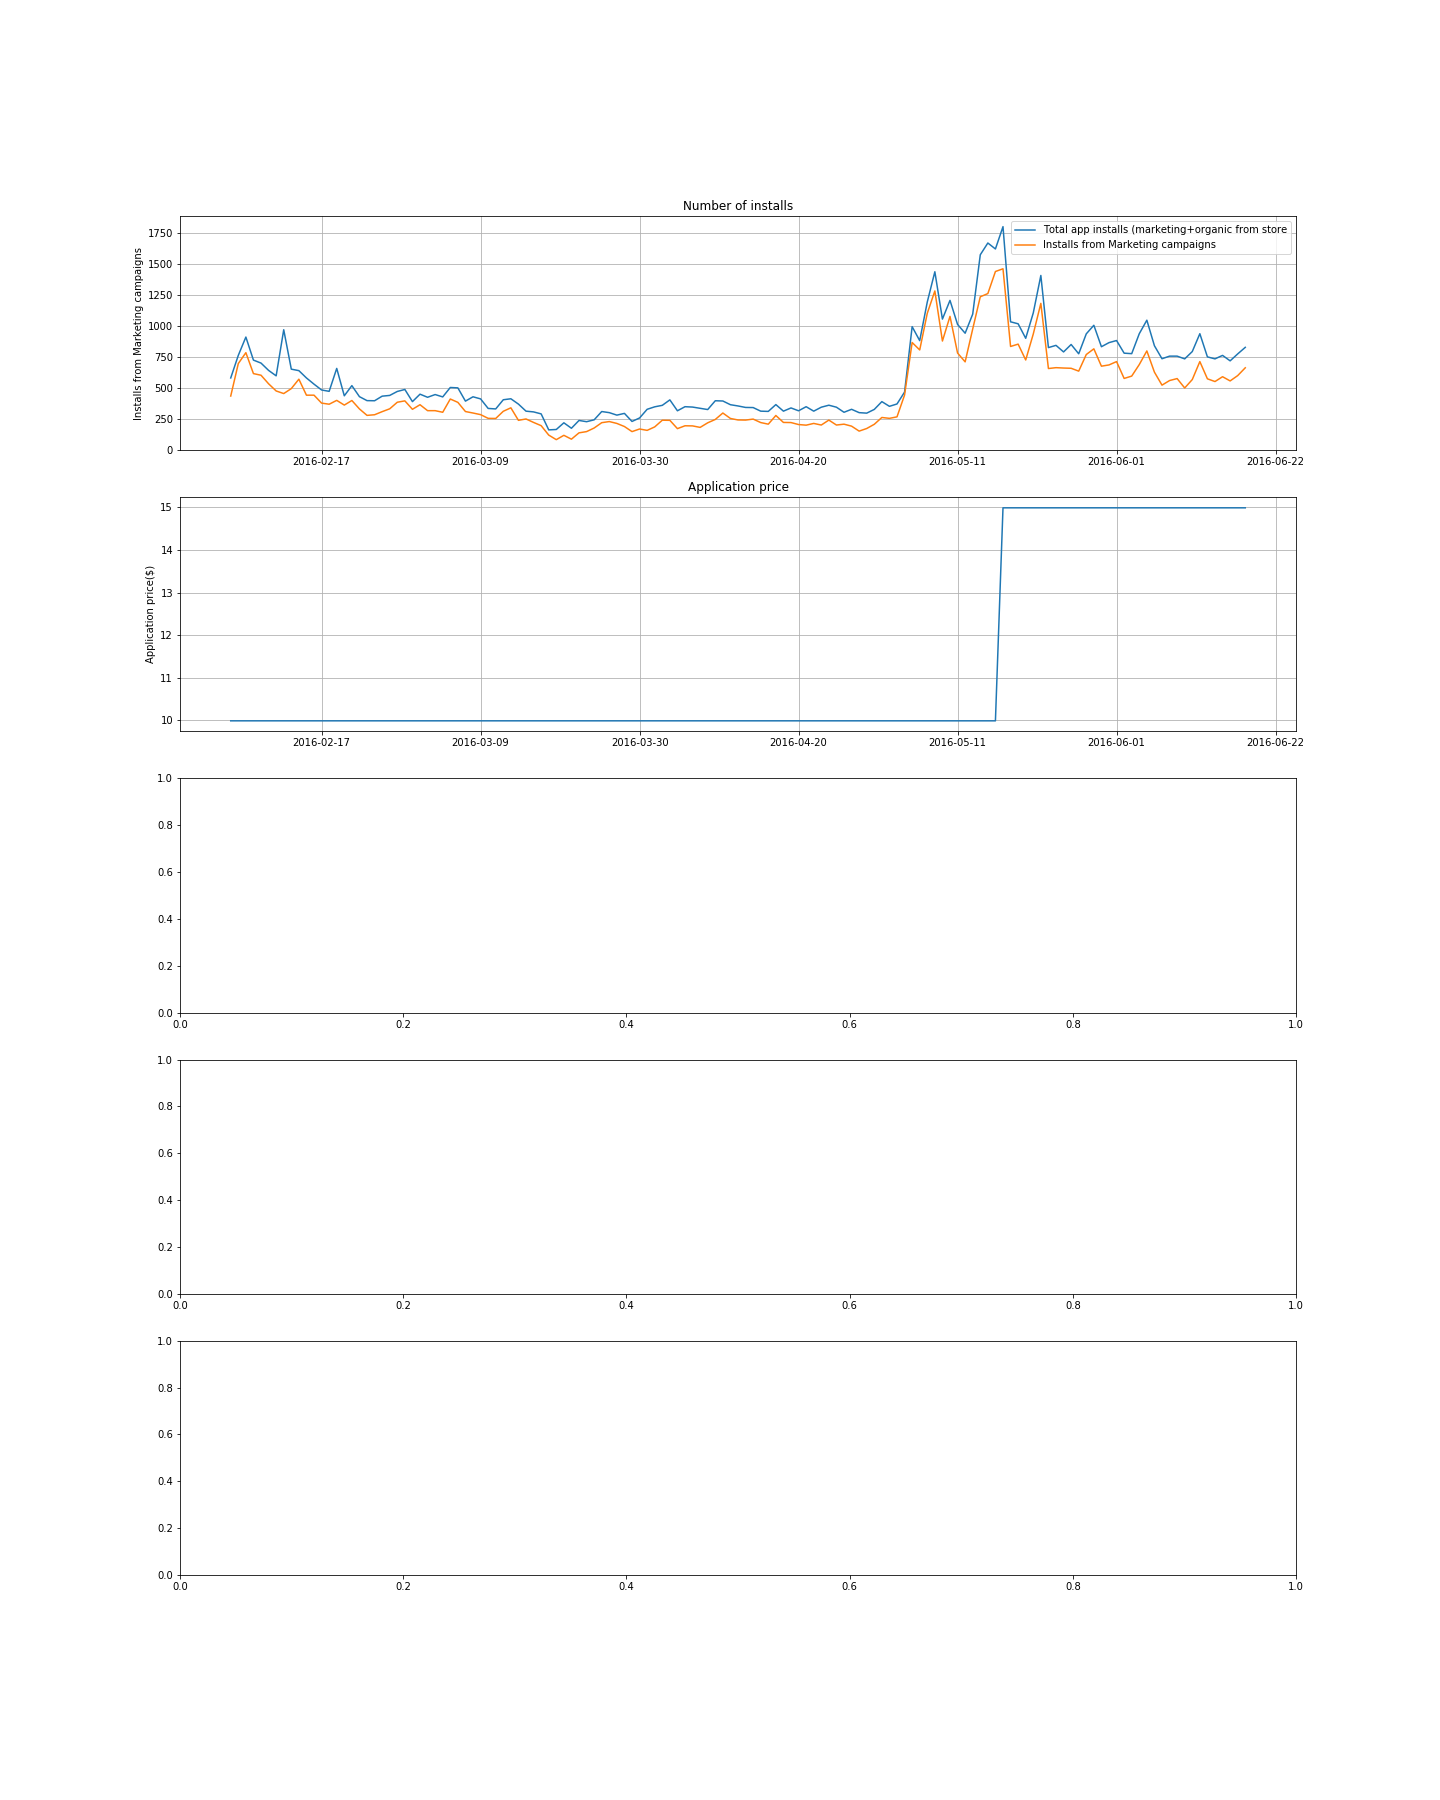 Number of installs
Total app installs (marketing+organic from store
Installs from Marketing campaigns
Installs from Marketing campaigns
1750
1500
1250
1000
750
500
250
0
2016-02-17 2016-03-09 2016-03-30 2016-04-20 2016-05-11 2016-06-01 2016-06-22
Application price
Application price($)
15
14
13
12
11
10
2016-02-17 2016-03-09 2016-03-30 2016-04-20 2016-05-11 2016-06-01 2016-06-22
1.0
0.8
0.6
0.4
0.2
0.0
0.0 0.2 0.4 0.6 0.8 1.0
1.0
0.8
0.6
0.4
0.2
0.0
0.0 0.2 0.4 0.6 0.8 1.0
1.0
0.8
0.6
0.4
0.2
0.0
0.0 0.2 0.4 0.6 0.8 1.0